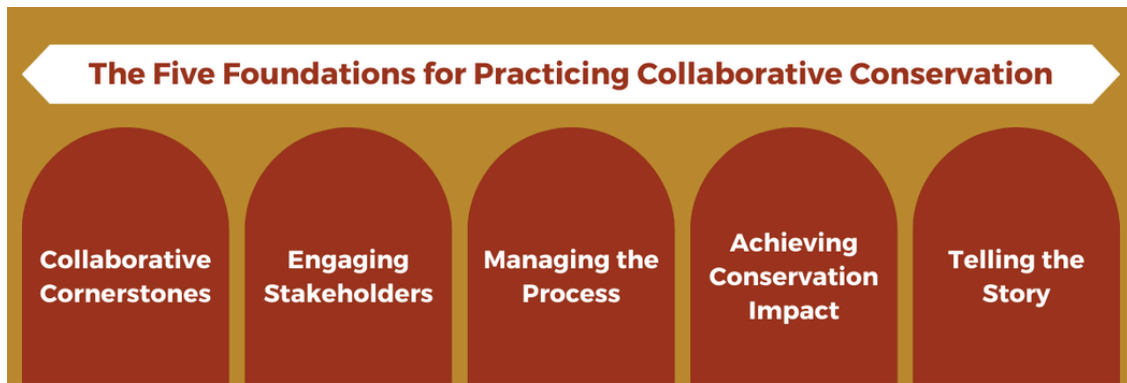 The Five Foundations for Practicing Collaborative Conservation
Collaborative
Cornerstones
Engaging
Stakeholders
Managing the
Process
Achieving
Conservation
Impact
Telling the
Story